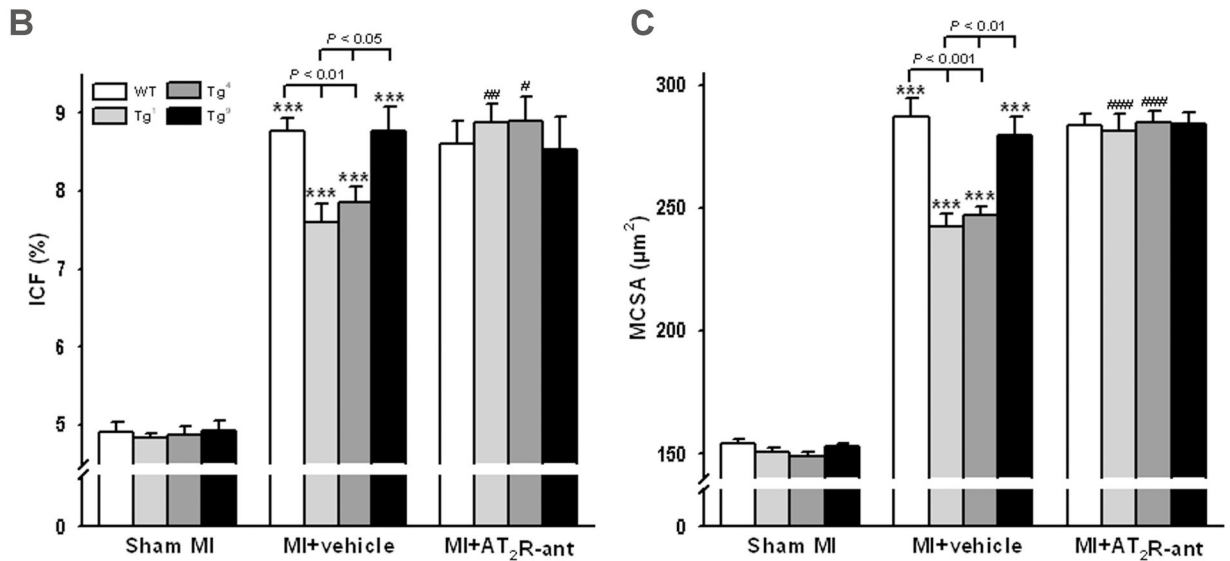 B
P < 0.05
P < 0.01
WT
Tg⁴
Tg¹
Tg⁹
***
##
#
***
***
***
ICF (%)
9
8
7
6
5
0
Sham MI
MI+vehicle
MI+AT₂R-ant
C
P < 0.01
P < 0.001
***
***
###
###
***
***
MCSA (µm²)
300
250
200
150
0
Sham MI
MI+vehicle
MI+AT₂R-ant